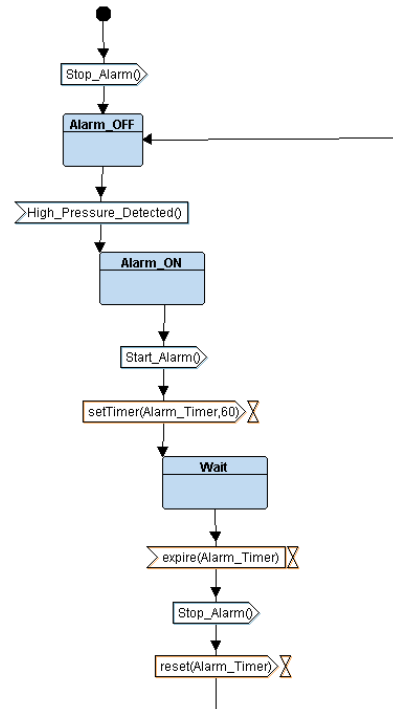 Stop_Alarm()
Alarm_OFF
High_Pressure_Detected()
Alarm_ON
Start_Alarm()
setTimer(Alarm_Timer,60)
Wait
expire(Alarm_Timer)
Stop_Alarm()
reset(Alarm_Timer)